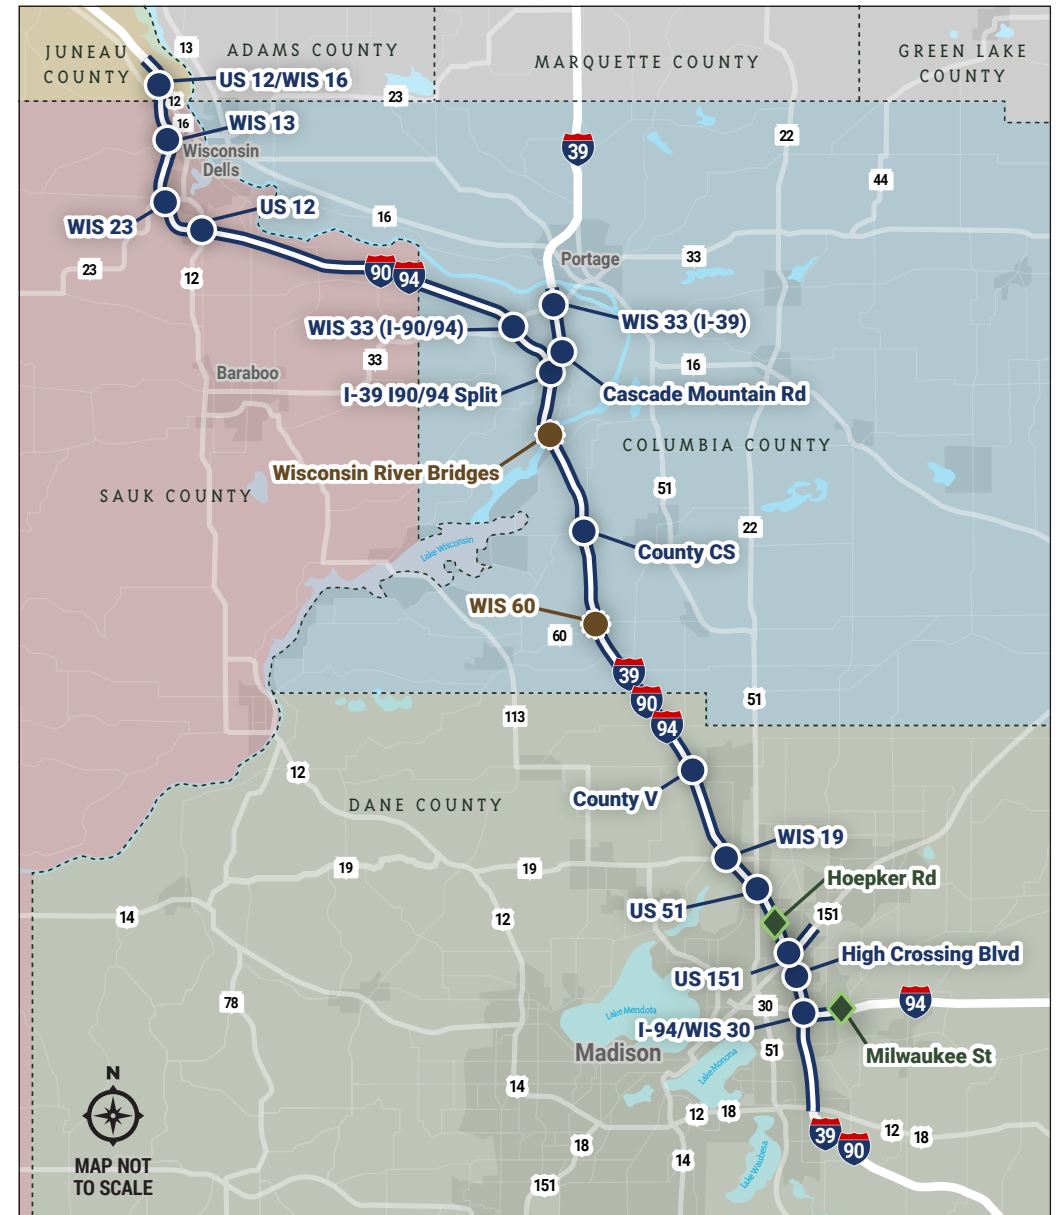 JUNEAU
COUNTY
13
ADAMS COUNTY
MARQUETTE COUNTY
GREEN LAKE
COUNTY
US 12/WIS 16
12
23
16
WIS 13
22
39
Wisconsin
Dells
44
WIS 23
US 12
16
23
12
90
94
Portage
33
WIS 33 (I-90/94)
WIS 33 (I-39)
33
16
Baraboo
I-39 I90/94 Split
Cascade Mountain Rd
COLUMBIA COUNTY
Wisconsin River Bridges
SAUK COUNTY
51
22
Lake Wisconsin
County CS
WIS 60
60
39
90
94
51
113
12
County V
DANE COUNTY
WIS 19
19
19
Hoepker Rd
US 51
14
12
151
High Crossing Blvd
US 151
78
30
94
Lake Mendota
I-94/WIS 30
Madison
51
Milwaukee St
Lake Monona
N
14
12
18
39
90
12
18
18
14
Lake Waubesa
MAP NOT
TO SCALE
151